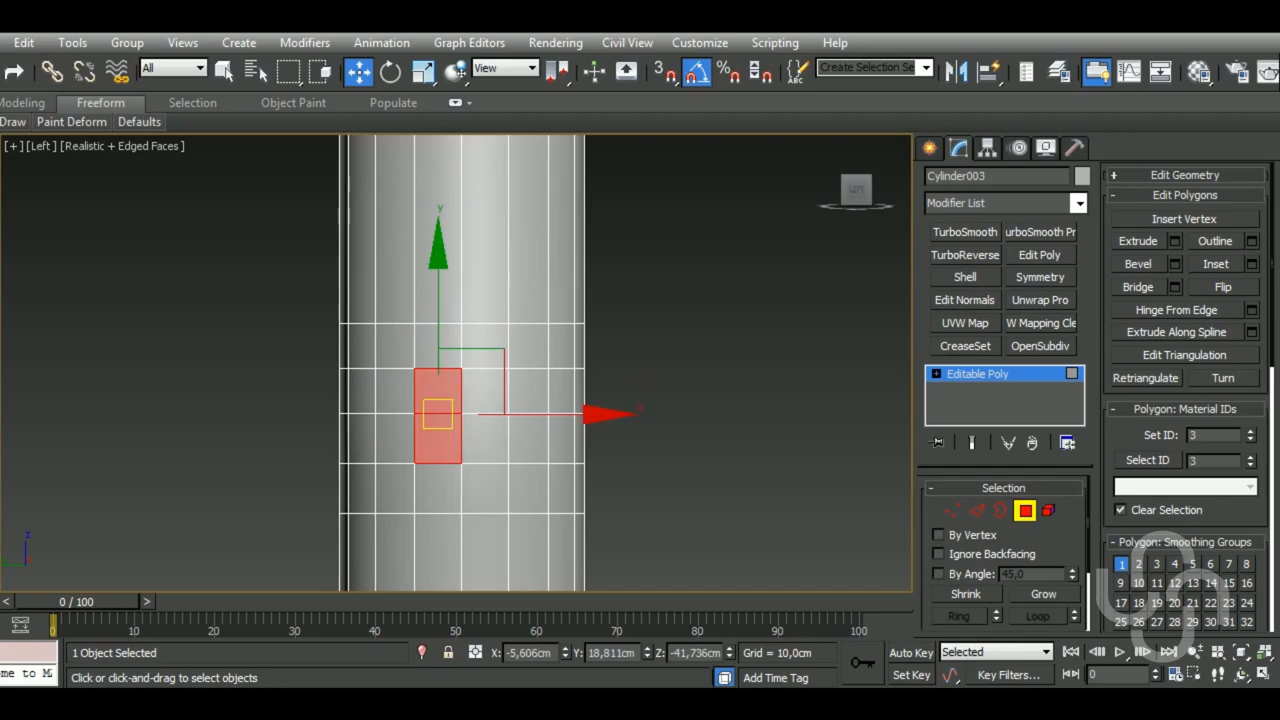 Edit Tools Group Views Create Modifiers Animation Graph Editors Rendering Civil View Customize Scripting Help
All View 3 Create Selection Se
Modeling Freeform Selection Object Paint Populate
Draw Paint Deform Defaults
[+] [Left] [Realistic + Edged Faces ]
LEFT
y
x
z
Cylinder003
Modifier List
TurboSmooth urboSmooth Pr
TurboReverse Edit Poly
Shell Symmetry
Edit Normals Unwrap Pro
UVW Map W Mapping Cle
CreaseSet OpenSubdiv
+ Editable Poly
- Selection
By Vertex
Ignore Backfacing
By Angle: 45,0
Shrink Grow
Ring Loop
+ Edit Geometry
- Edit Polygons
Insert Vertex
Extrude Outline
Bevel Inset
Bridge Flip
Hinge From Edge
Extrude Along Spline
Edit Triangulation
Retriangulate Turn
- Polygon: Material IDs
Set ID: 3
Select ID 3
Clear Selection
- Polygon: Smoothing Groups
1 2 3 4 5 6 7 8
9 10 11 12 13 14 15 16
17 18 19 20 21 22 23 24
25 26 27 28 29 30 31 32
< 0 / 100 >
0 10 20 30 40 50 60 70 80 90 100
1 Object Selected X: -5,606cm Y: 18,811cm Z: -41,736cm Grid = 10,0cm Auto Key Selected
ome to M Click or click-and-drag to select objects Add Time Tag Set Key Key Filters... 0